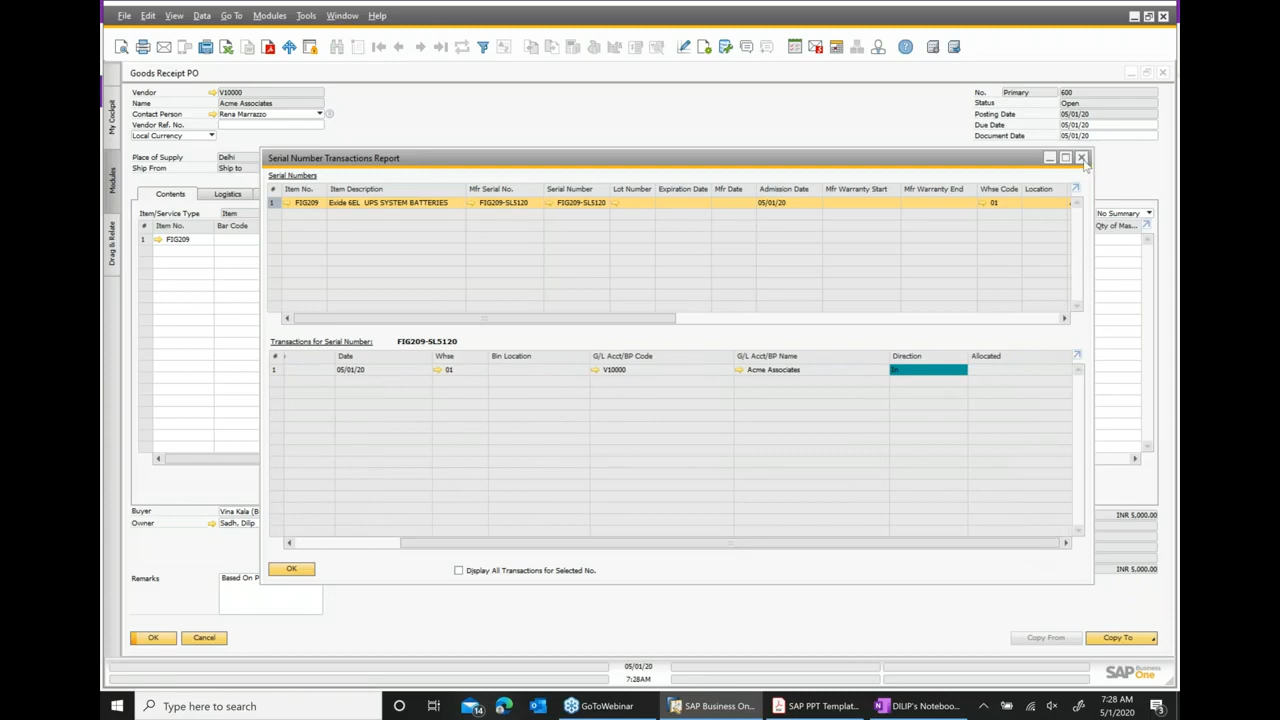 File Edit View Data Go To Modules Tools Window Help
Goods Receipt PO
Vendor V10000 No. Primary 600
Name Acme Associates Status Open
Contact Person Rena Marrazzo Posting Date 05/01/20
Vendor Ref. No. Due Date 05/01/20
Local Currency Document Date 05/01/20
My Cockpit
Modules
Drag & Relate
Place of Supply Delhi
Ship From Ship to
Contents Logistics
Item/Service Type Item No Summary
# Item No. Bar Code Qty of Mas...
1 FIG209
Serial Number Transactions Report
Serial Numbers
# Item No. Item Description Mfr Serial No. Serial Number Lot Number Expiration Date Mfr Date Admission Date Mfr Warranty Start Mfr Warranty End Whse Code Location
1 FIG209 Exide 6EL UPS SYSTEM BATTERIES FIG209-SL5120 FIG209-SL5120 05/01/20 01
Transactions for Serial Number: FIG209-SL5120
# Date Whse Bin Location G/L Acct/BP Code G/L Acct/BP Name Direction Allocated
1 05/01/20 01 V10000 Acme Associates In
OK Display All Transactions for Selected No.
Buyer Vina Kala (B INR 5,000.00
Owner Sadh, Dilip
INR 5,000.00
Remarks Based On P
OK Cancel Copy From Copy To
05/01/20
7:28AM
SAP Business One
Type here to search 14 GoToWebinar SAP Business On... SAP PPT Templat... DILIP's Notebook... 7:28 AM
5/1/2020 3